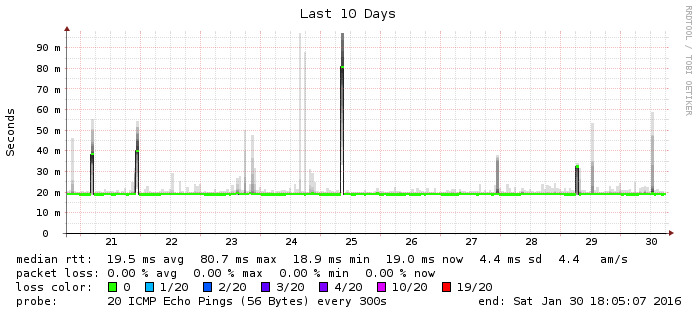 Last 10 Days
RRDTOOL / TOBI OETIKER
Seconds
90 m
80 m
70 m
60 m
50 m
40 m
30 m
20 m
10 m
0
21 22 23 24 25 26 27 28 29 30
median rtt: 19.5 ms avg 80.7 ms max 18.9 ms min 19.0 ms now 4.4 ms sd 4.4 am/s
packet loss: 0.00 % avg 0.00 % max 0.00 % min 0.00 % now
loss color: 0 1/20 2/20 3/20 4/20 10/20 19/20
probe: 20 ICMP Echo Pings (56 Bytes) every 300s end: Sat Jan 30 18:05:07 2016